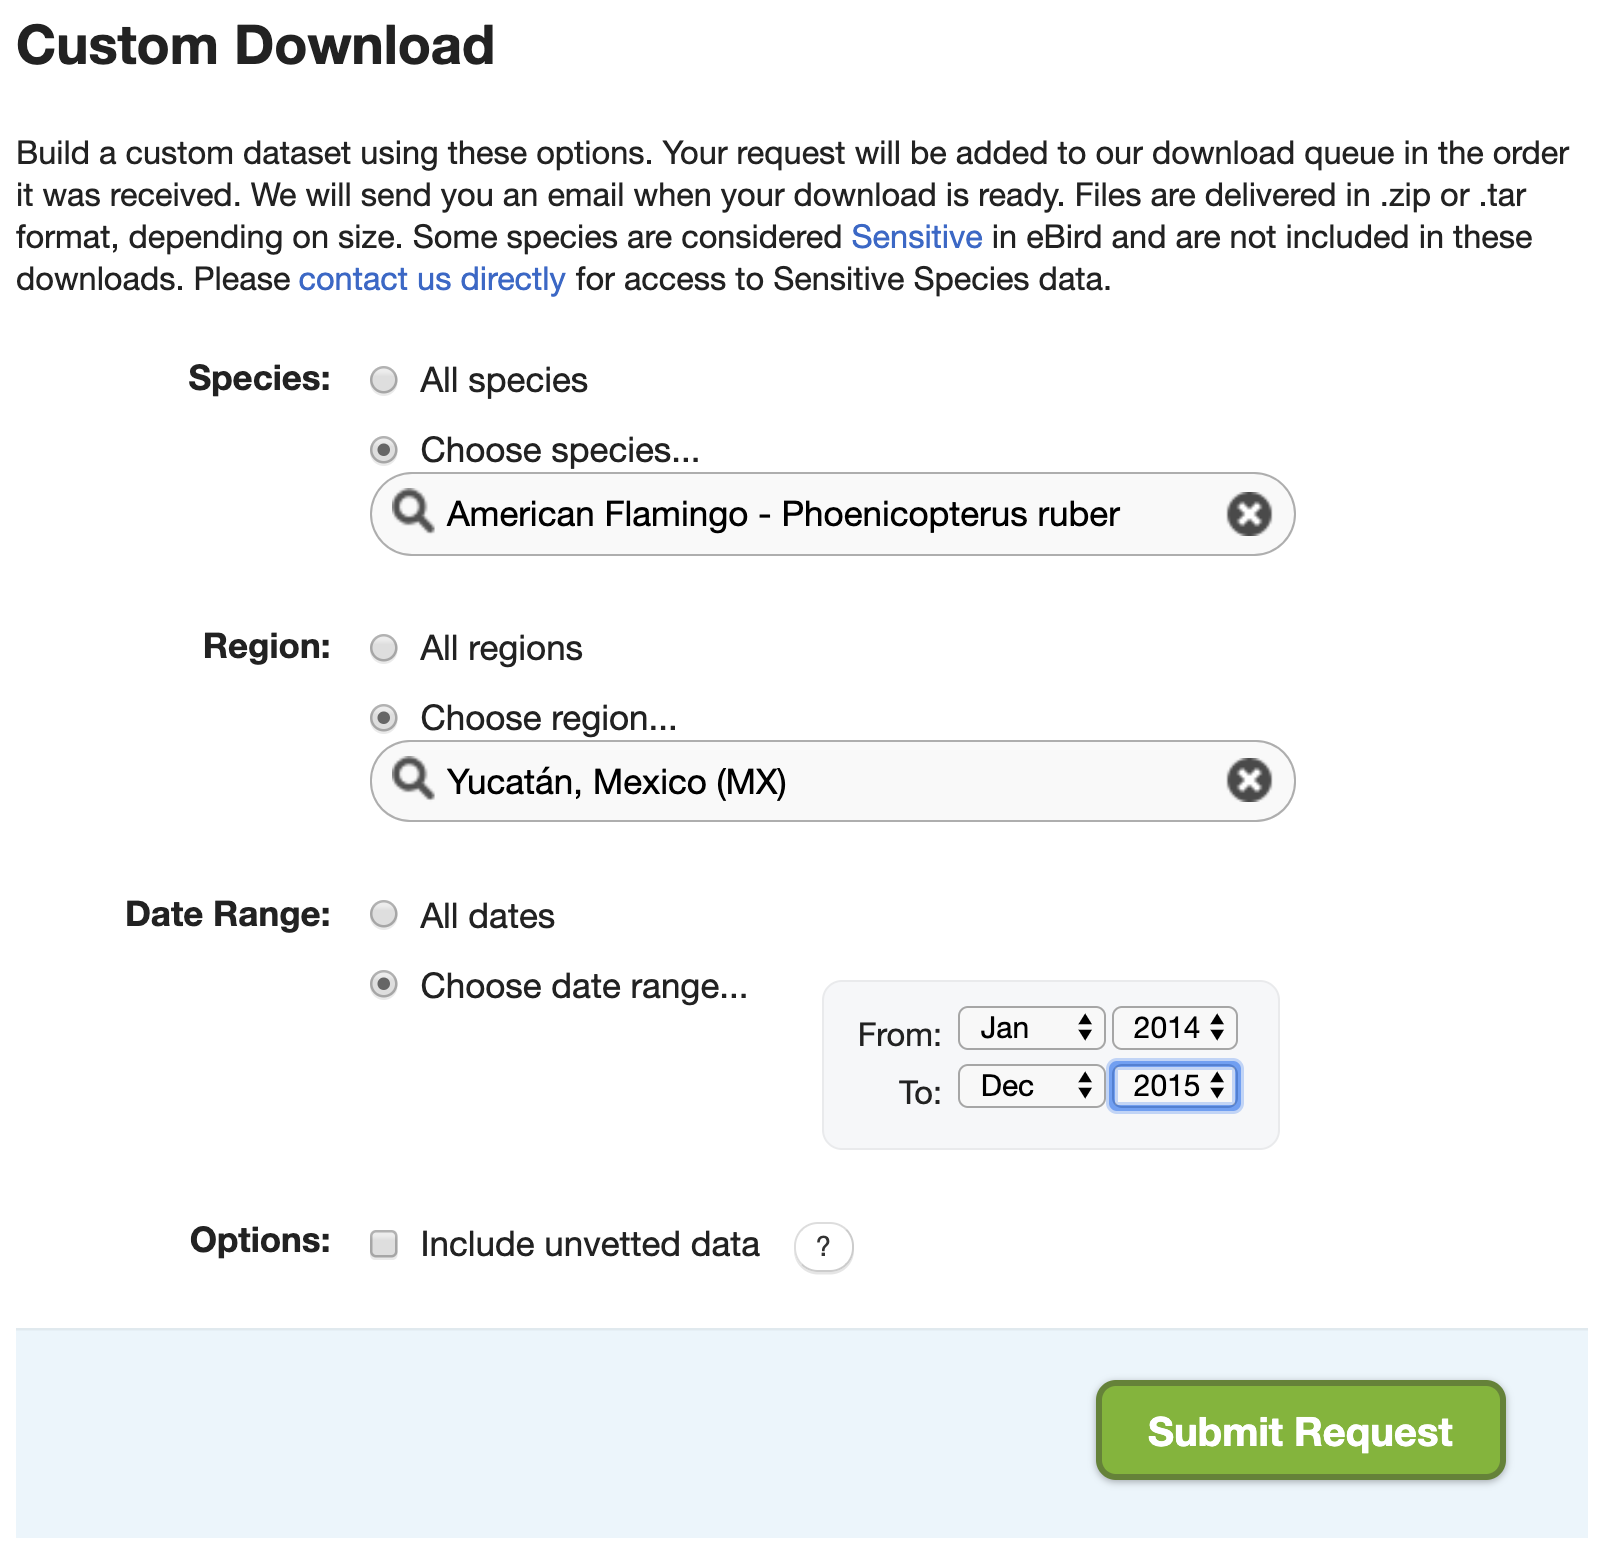 Custom Download
Build a custom dataset using these options. Your request will be added to our download queue in the order
it was received. We will send you an email when your download is ready. Files are delivered in .zip or .tar
format, depending on size. Some species are considered Sensitive in eBird and are not included in these
downloads. Please contact us directly for access to Sensitive Species data.
Species: All species
Choose species...
American Flamingo - Phoenicopterus ruber
Region: All regions
Choose region...
Yucatán, Mexico (MX)
Date Range: All dates
Choose date range...
From: Jan 2014
To: Dec 2015
Options: Include unvetted data ?
Submit Request